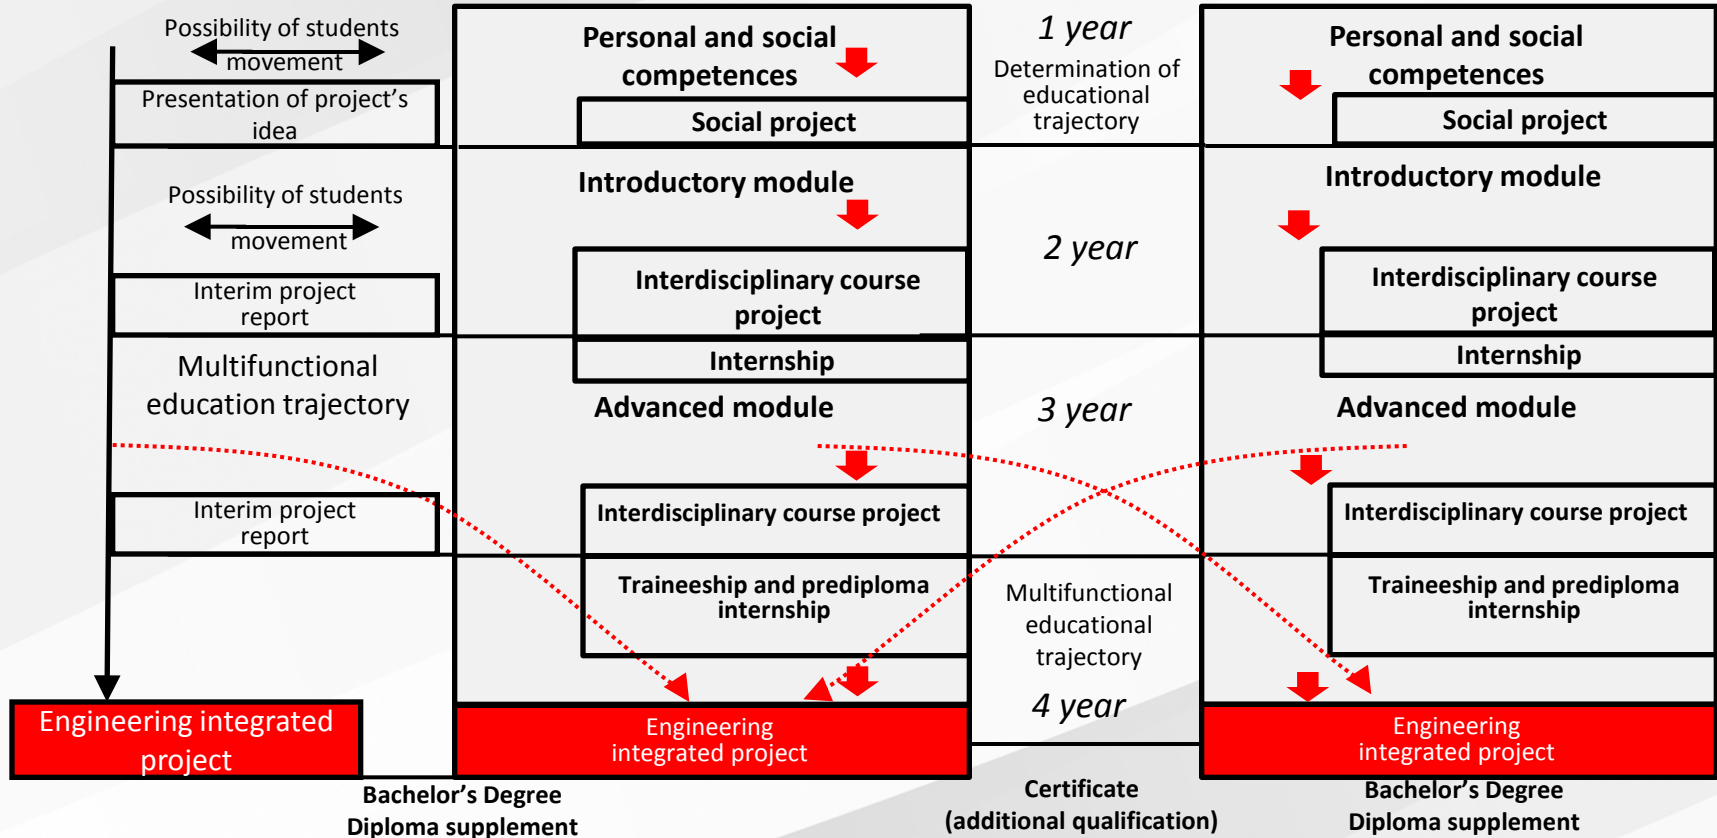 Possibility of students
movement
Presentation of project's
idea
Possibility of students
movement
Interim project
report
Multifunctional
education trajectory
Interim project
report
Engineering integrated
project
Personal and social
competences
Social project
Introductory module
Interdisciplinary course
project
Internship
Advanced module
Interdisciplinary course project
Traineeship and prediploma
internship
Engineering
integrated project
Bachelor's Degree
Diploma supplement
1 year
Determination of
educational
trajectory
2 year
3 year
Multifunctional
educational
trajectory
4 year
Certificate
(additional qualification)
Personal and social
competences
Social project
Introductory module
Interdisciplinary course
project
Internship
Advanced module
Interdisciplinary course project
Traineeship and prediploma
internship
Engineering
integrated project
Bachelor's Degree
Diploma supplement